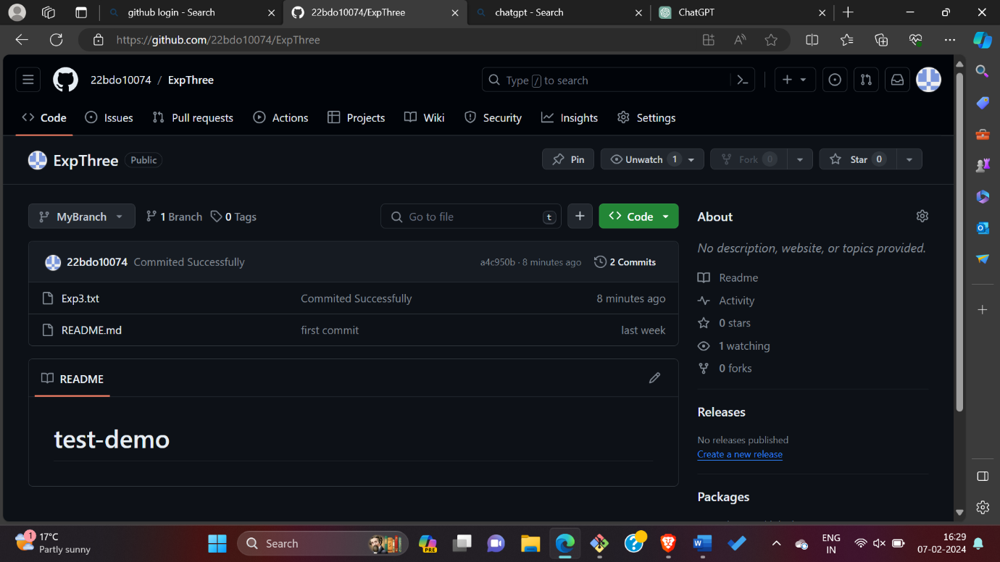 github login - Search
22bdo10074/ExpThree
chatgpt - Search
ChatGPT
https://github.com/22bdo10074/ExpThree
22bdo10074 / ExpThree
Type / to search
Code
Issues
Pull requests
Actions
Projects
Wiki
Security
Insights
Settings
ExpThree Public
Pin
Unwatch 1
Fork 0
Star 0
MyBranch
1 Branch
0 Tags
Go to file t
Code
22bdo10074 Commited Successfully a4c950b · 8 minutes ago 2 Commits
Exp3.txt Commited Successfully 8 minutes ago
README.md first commit last week
README
test-demo
About
No description, website, or topics provided.
Readme
Activity
0 stars
1 watching
0 forks
Releases
No releases published
Create a new release
Packages
1
17°C
Partly sunny
Search
PRE
W
ENG
IN
16:29
07-02-2024